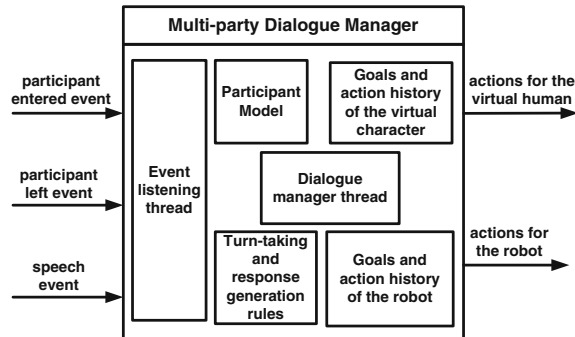 Multi-party Dialogue Manager
participant
entered event
participant
left event
speech
event
Event
listening
thread
Participant
Model
Goals and
action history
of the virtual
character
Dialogue
manager thread
Turn-taking
and
response
generation
rules
Goals and
action history
of the robot
actions for the
virtual human
actions for
the robot